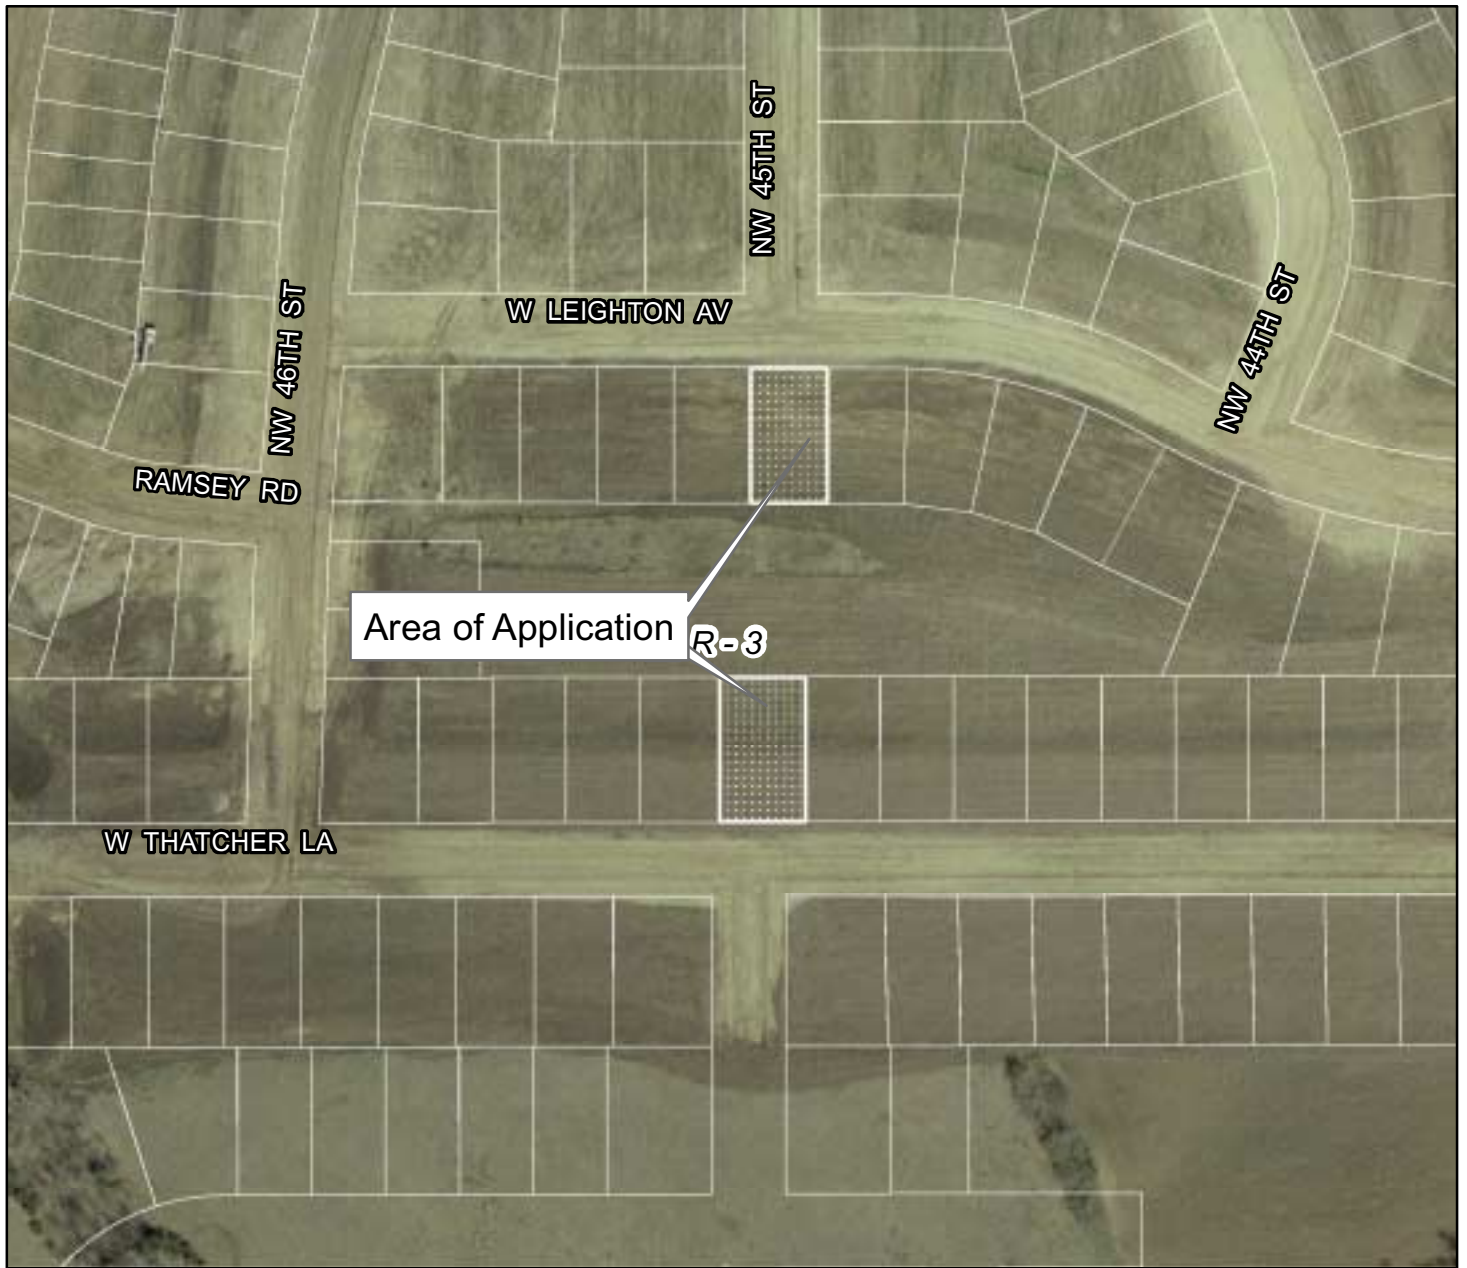 NW 45TH ST
W LEIGHTON AV
NW 46TH ST
NW 44TH ST
RAMSEY RD
Area of Application
R - 3
W THATCHER LA